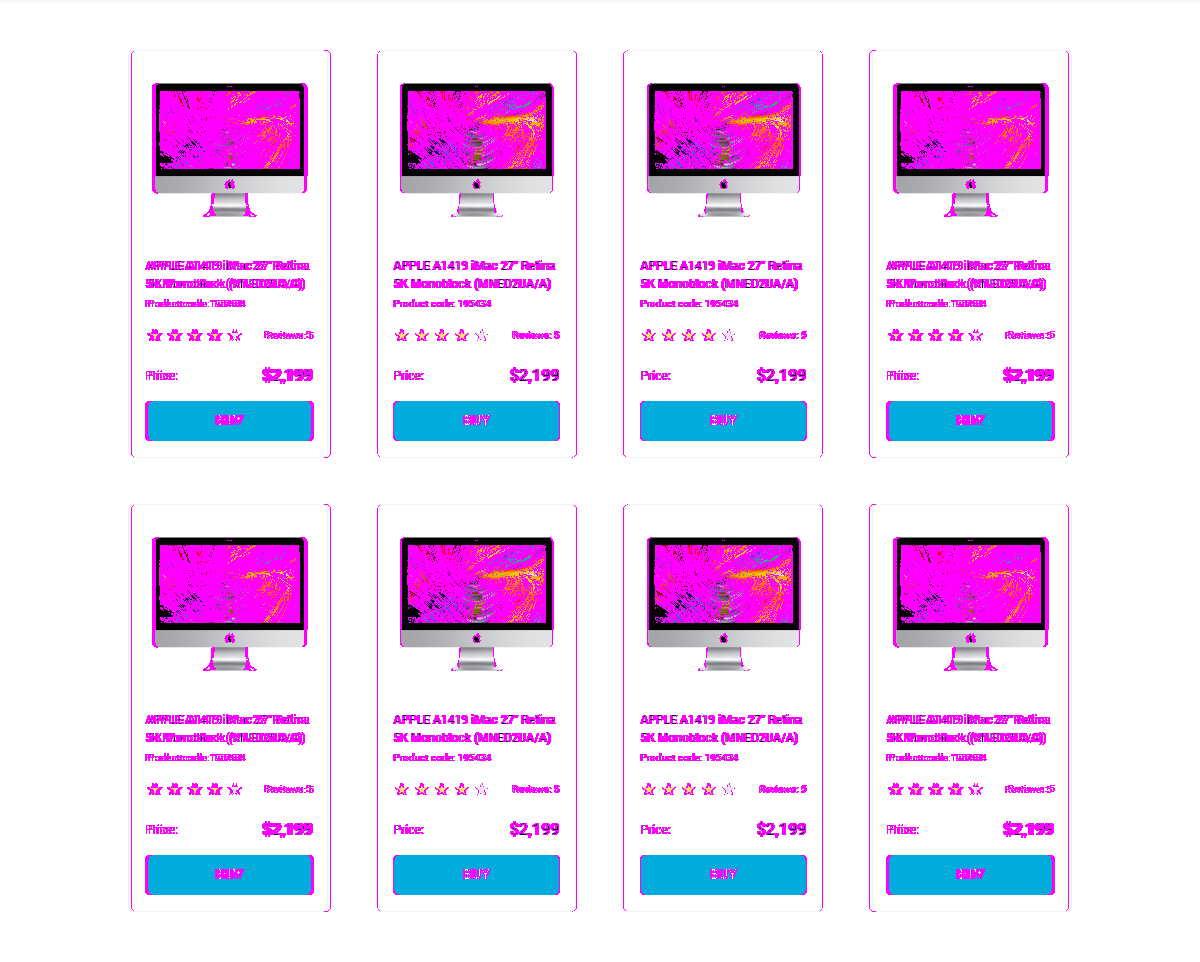 APPLE A1419 iMac 27" Retina
5K Monoblock (MNED2UA/A)
Product code: 195434
Reviews: 5
Price:
$2,199
BUY
APPLE A1419 iMac 27" Retina
5K Monoblock (MNED2UA/A)
Product code: 195434
Reviews: 5
Price:
$2,199
BUY
APPLE A1419 iMac 27" Retina
5K Monoblock (MNED2UA/A)
Product code: 195434
Reviews: 5
Price:
$2,199
BUY
APPLE A1419 iMac 27" Retina
5K Monoblock (MNED2UA/A)
Product code: 195434
Reviews: 5
Price:
$2,199
BUY
APPLE A1419 iMac 27" Retina
5K Monoblock (MNED2UA/A)
Product code: 195434
Reviews: 5
Price:
$2,199
BUY
APPLE A1419 iMac 27" Retina
5K Monoblock (MNED2UA/A)
Product code: 195434
Reviews: 5
Price:
$2,199
BUY
APPLE A1419 iMac 27" Retina
5K Monoblock (MNED2UA/A)
Product code: 195434
Reviews: 5
Price:
$2,199
BUY
APPLE A1419 iMac 27" Retina
5K Monoblock (MNED2UA/A)
Product code: 195434
Reviews: 5
Price:
$2,199
BUY